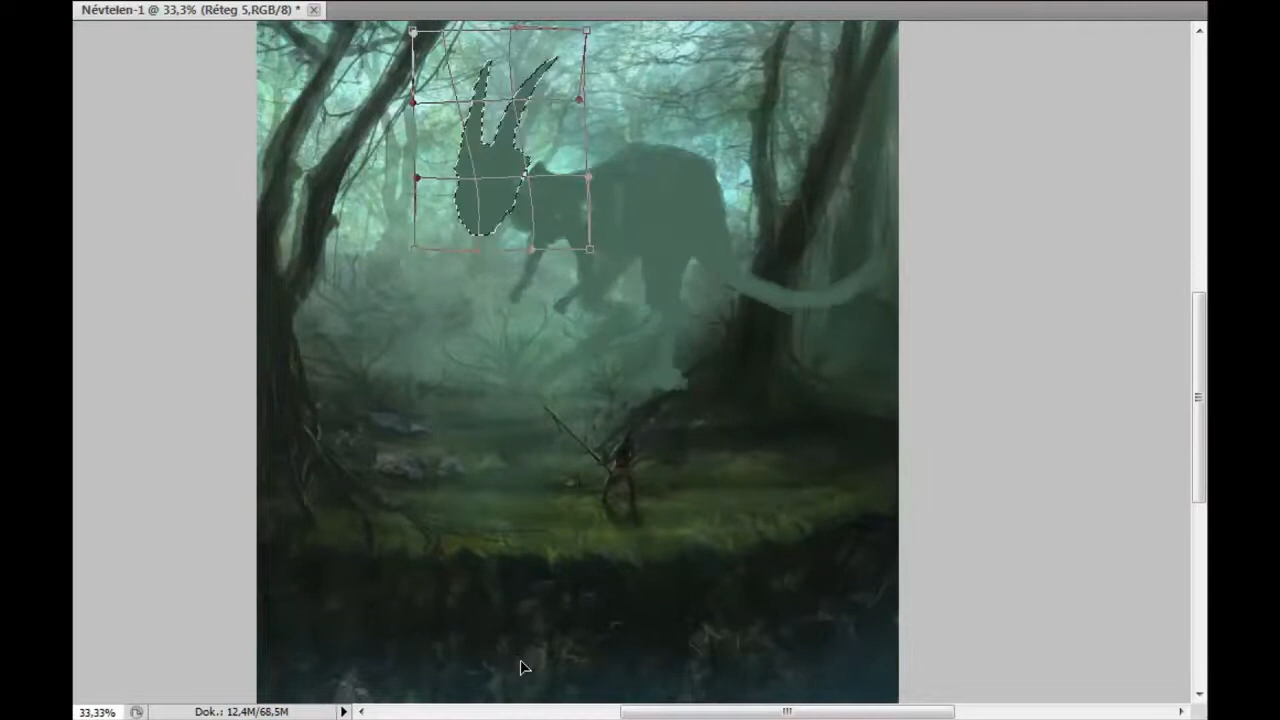 Névtelen-1 @ 33,3% (Réteg 5,RGB/8) *
33,33%
Dok.: 12,4M/68,5M